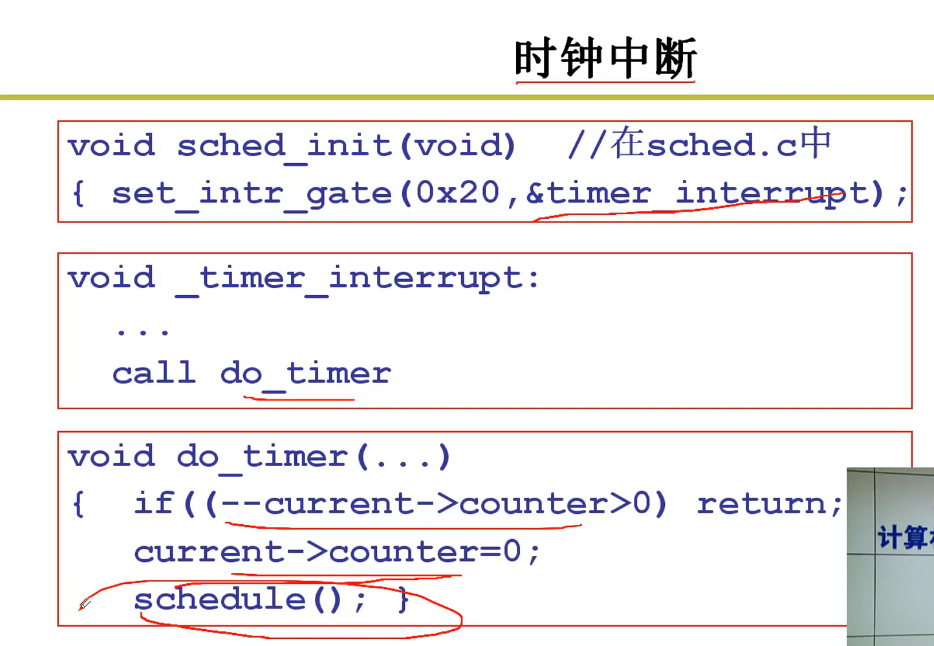 时钟中断
void sched_init(void)  //在sched.c中
{ set_intr_gate(0x20,&timer_interrupt);
void _timer_interrupt:
...
call do_timer
void do_timer(...)
{  if((--current->counter>0) return;
current->counter=0;
schedule(); }
计算